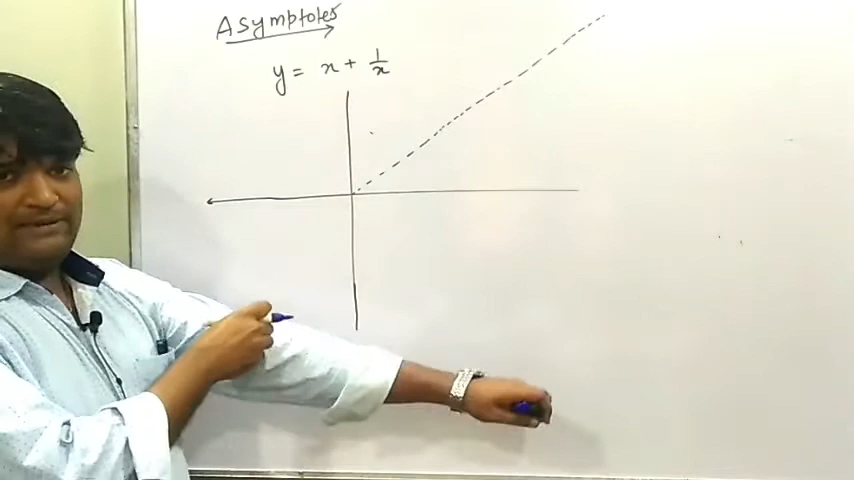 Asymptotes
y = x + 1/x